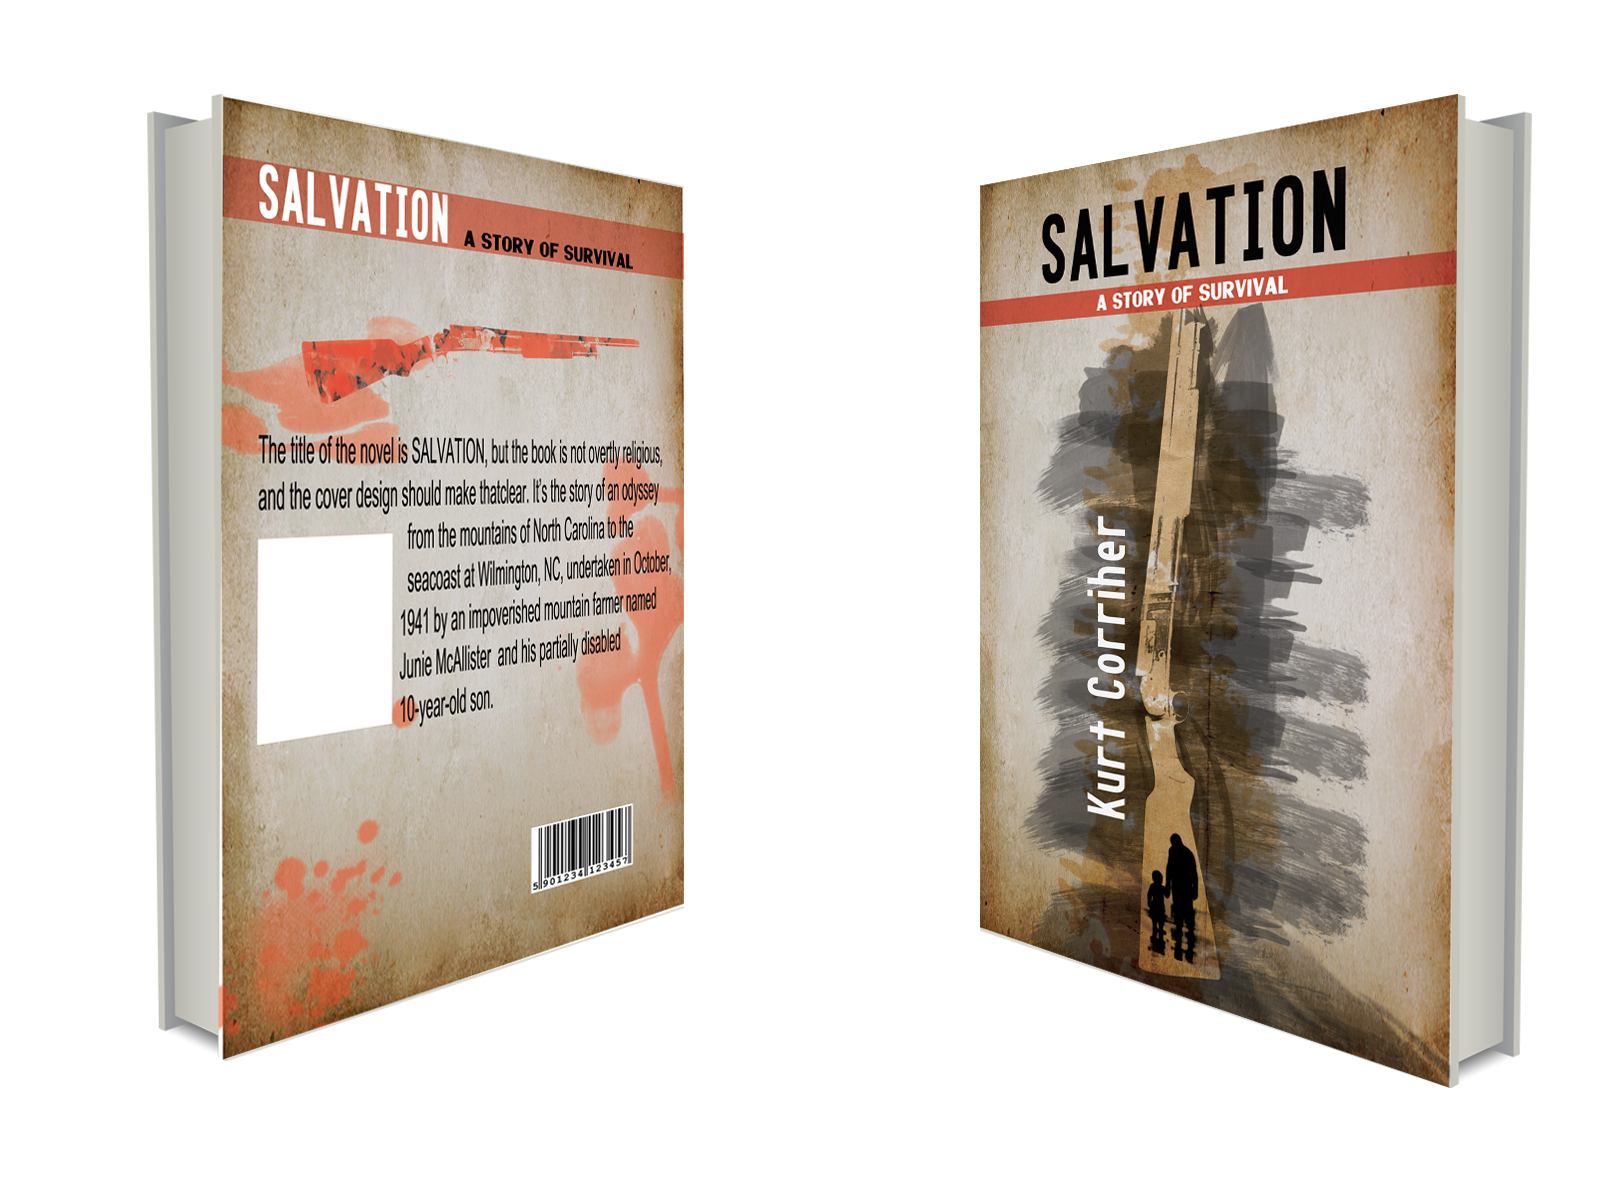 SALVATION
A STORY OF SURVIVAL
The title of the novel is SALVATION, but the book is not overtly religious,
and the cover design should make thatclear. It's the story of an odyssey
from the mountains of North Carolina to the
seacoast at Wilmington, NC, undertaken in October,
1941 by an impoverished mountain farmer named
Junie McAllister and his partially disabled
10-year-old son.
5 901234 123457
SALVATION
A STORY OF SURVIVAL
Kurt Corriher